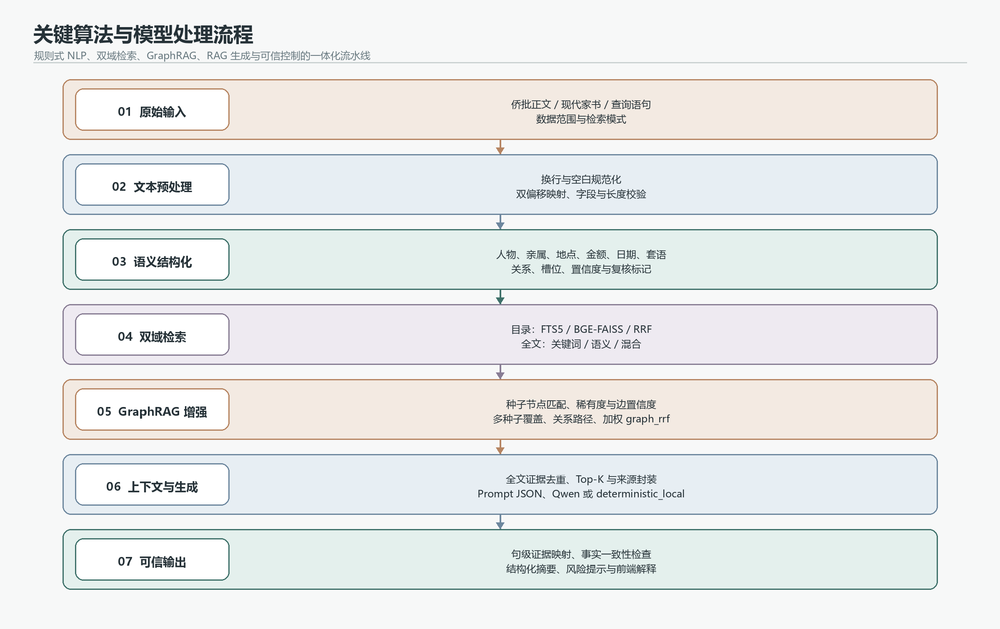 关键算法与模型处理流程
规则式 NLP、双域检索、GraphRAG、RAG 生成与可信控制的一体化流水线
01 原始输入
侨批正文 / 现代家书 / 查询语句
数据范围与检索模式
02 文本预处理
换行与空白规范化
双偏移映射、字段与长度校验
03 语义结构化
人物、亲属、地点、金额、日期、套语
关系、槽位、置信度与复核标记
04 双域检索
目录：FTS5 / BGE-FAISS / RRF
全文：关键词 / 语义 / 混合
05 GraphRAG 增强
种子节点匹配、稀有度与边置信度
多种子覆盖、关系路径、加权 graph_rrf
06 上下文与生成
全文证据去重、Top-K 与来源封装
Prompt JSON、Qwen 或 deterministic_local
07 可信输出
句级证据映射、事实一致性检查
结构化摘要、风险提示与前端解释